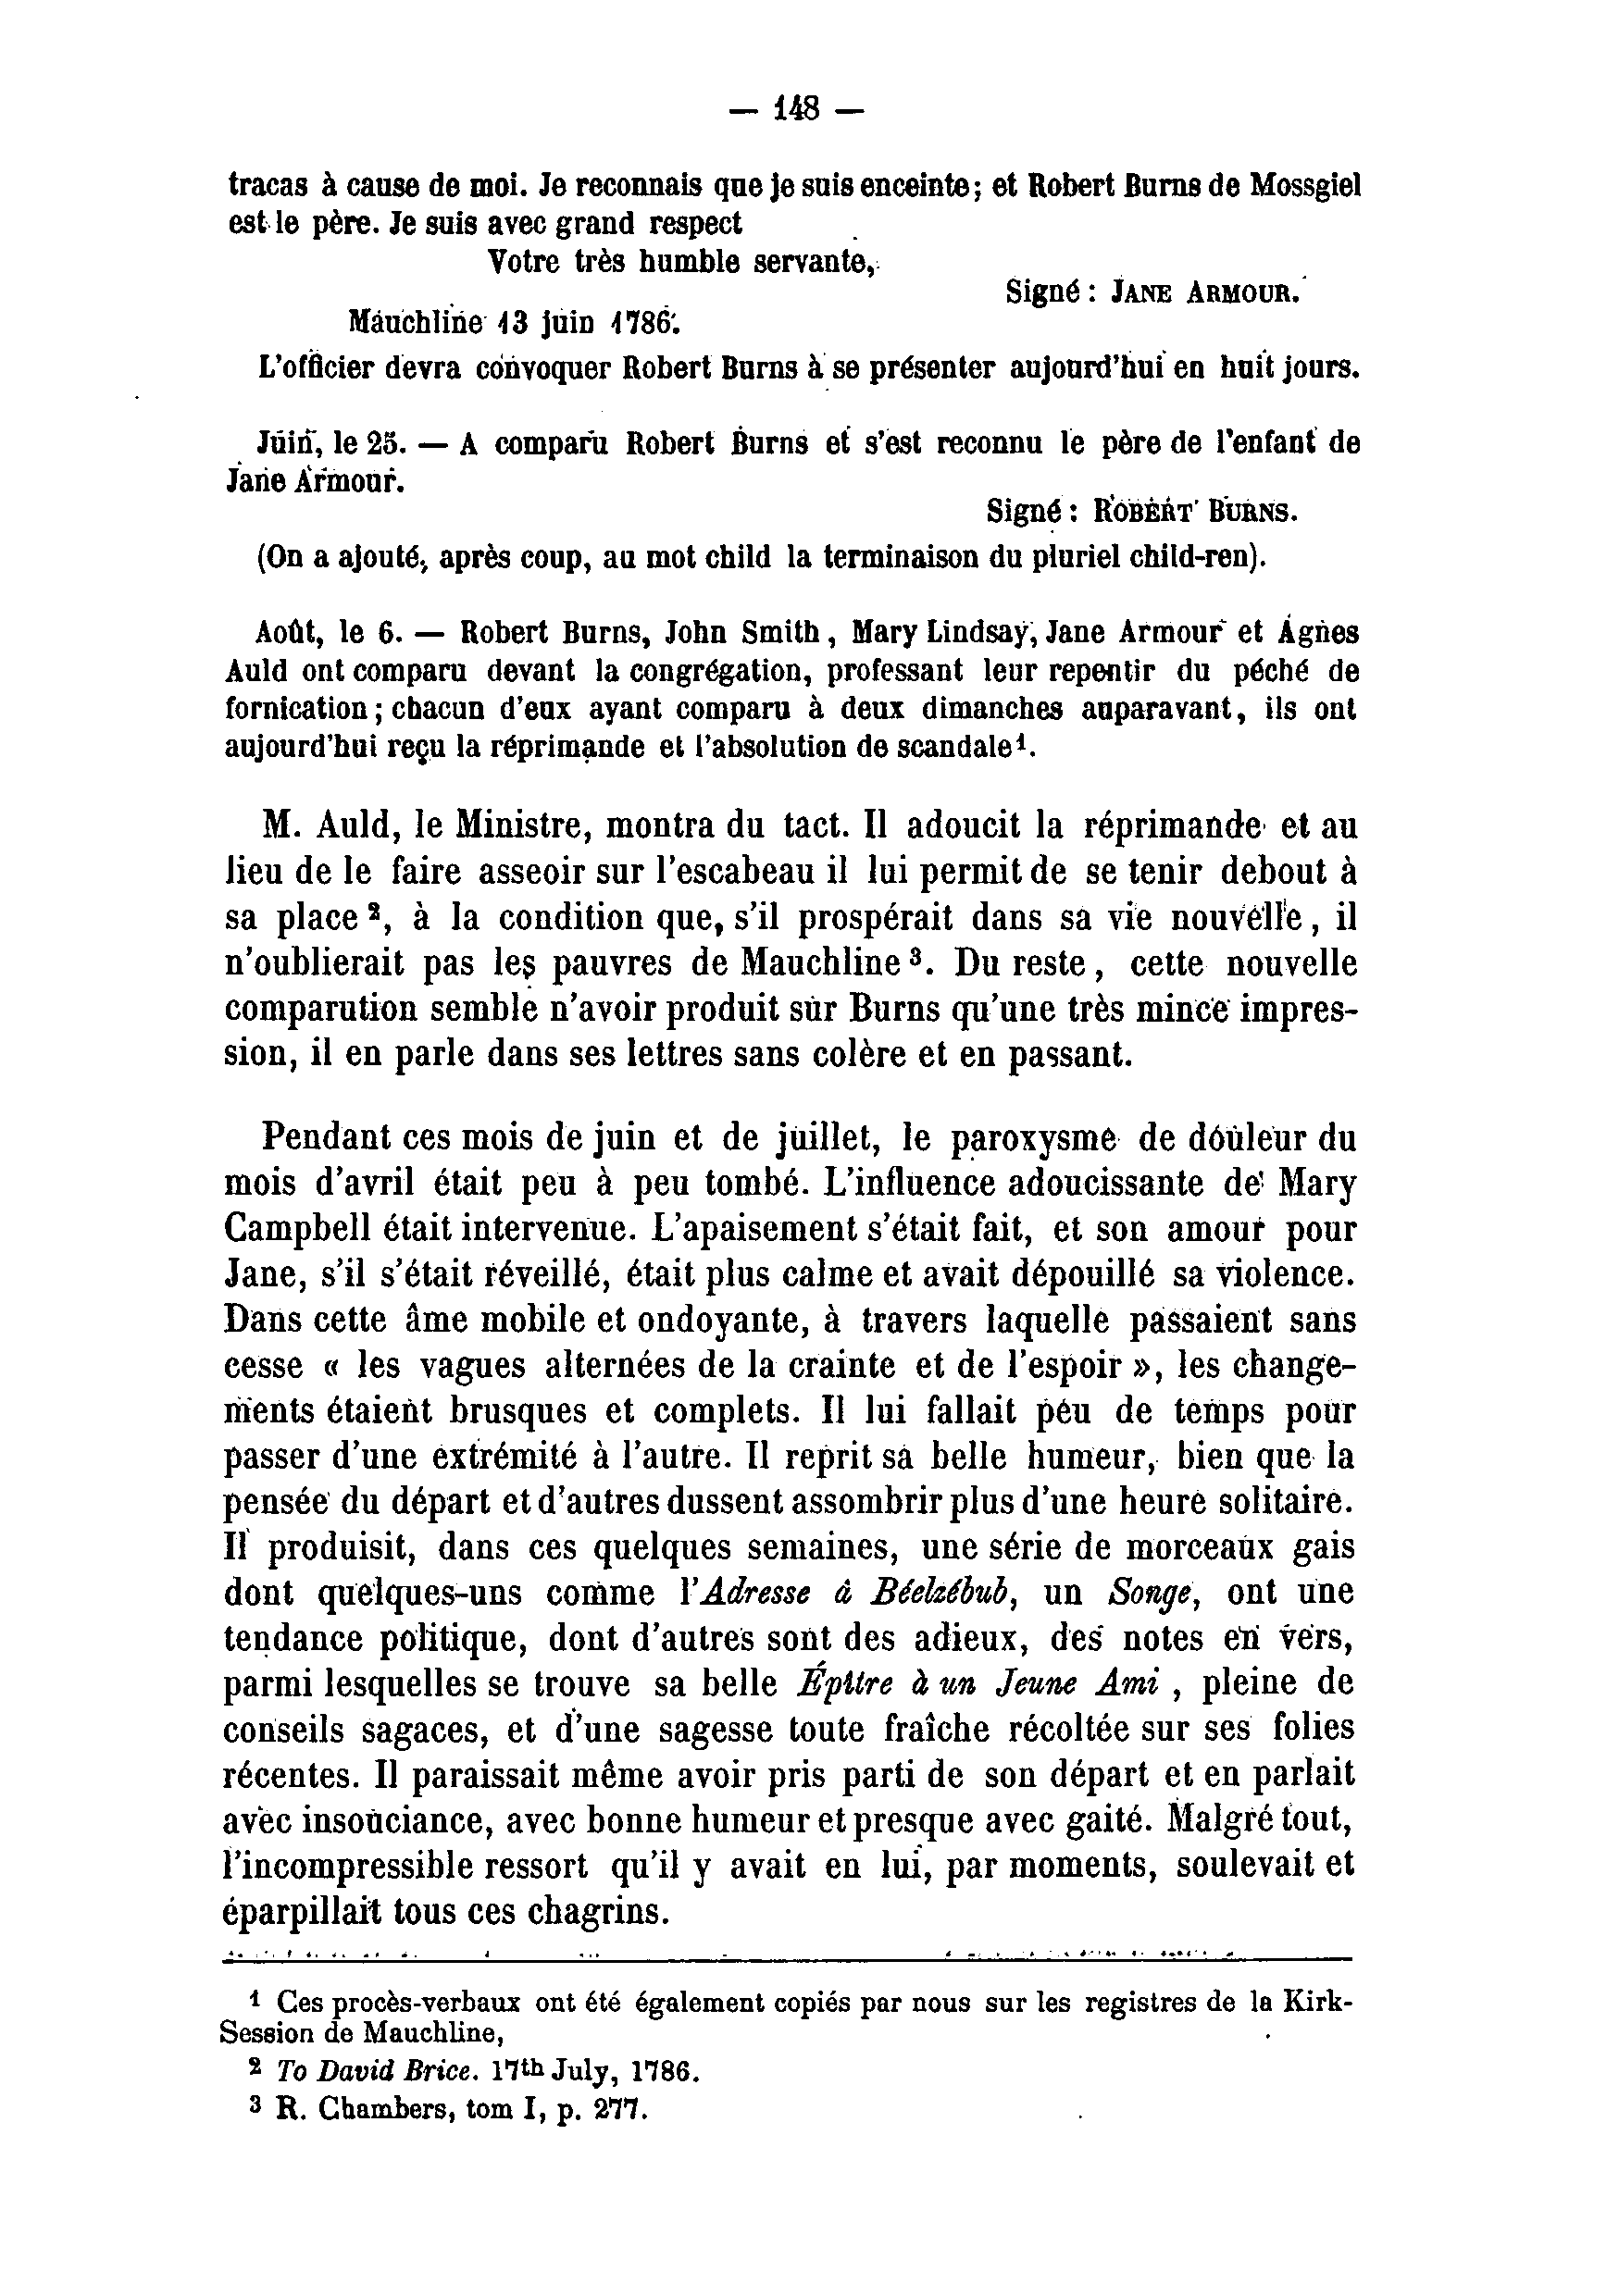 — 148 —
tracas à cause de moi. Je reconnais que je suis enceinte; et Robert Burns de Mossgiel
est le père. Je suis avec grand respect
Votre très humble servante,
Signé : JANE ARMOUR.
Mauchline 13 juin 1786.
L'officier devra convoquer Robert Burns à se présenter aujourd'hui en huit jours.
Juin, le 25. — A comparu Robert Burns et s'est reconnu le père de l'enfant de
Jane Armour.
Signé : ROBERT BURNS.
(On a ajouté, après coup, au mot child la terminaison du pluriel child-ren).
Août, le 6. — Robert Burns, John Smith, Mary Lindsay, Jane Armour et Agnes
Auld ont comparu devant la congrégation, professant leur repentir du péché de
fornication; chacun d'eux ayant comparu à deux dimanches auparavant, ils ont
aujourd'hui reçu la réprimande et l'absolution de scandale¹.
M. Auld, le Ministre, montra du tact. Il adoucit la réprimande et au
lieu de le faire asseoir sur l'escabeau il lui permit de se tenir debout à
sa place ², à la condition que, s'il prospérait dans sa vie nouvelle, il
n'oublierait pas les pauvres de Mauchline ³. Du reste, cette nouvelle
comparution semble n'avoir produit sur Burns qu'une très mince impres-
sion, il en parle dans ses lettres sans colère et en passant.
Pendant ces mois de juin et de juillet, le paroxysme de douleur du
mois d'avril était peu à peu tombé. L'influence adoucissante de Mary
Campbell était intervenue. L'apaisement s'était fait, et son amour pour
Jane, s'il s'était réveillé, était plus calme et avait dépouillé sa violence.
Dans cette âme mobile et ondoyante, à travers laquelle passaient sans
cesse « les vagues alternées de la crainte et de l'espoir », les change-
ments étaient brusques et complets. Il lui fallait peu de temps pour
passer d'une extrémité à l'autre. Il reprit sa belle humeur, bien que la
pensée du départ et d'autres dussent assombrir plus d'une heure solitaire.
Il produisit, dans ces quelques semaines, une série de morceaux gais
dont quelques-uns comme l'Adresse à Béelzébub, un Songe, ont une
tendance politique, dont d'autres sont des adieux, des notes en vers,
parmi lesquelles se trouve sa belle Épître à un Jeune Ami, pleine de
conseils sagaces, et d'une sagesse toute fraîche récoltée sur ses folies
récentes. Il paraissait même avoir pris parti de son départ et en parlait
avec insouciance, avec bonne humeur et presque avec gaité. Malgré tout,
l'incompressible ressort qu'il y avait en lui, par moments, soulevait et
éparpillait tous ces chagrins.
¹ Ces procès-verbaux ont été également copiés par nous sur les registres de la Kirk-
Session de Mauchline,
² To David Brice. 17th July, 1786.
³ R. Chambers, tom I, p. 277.